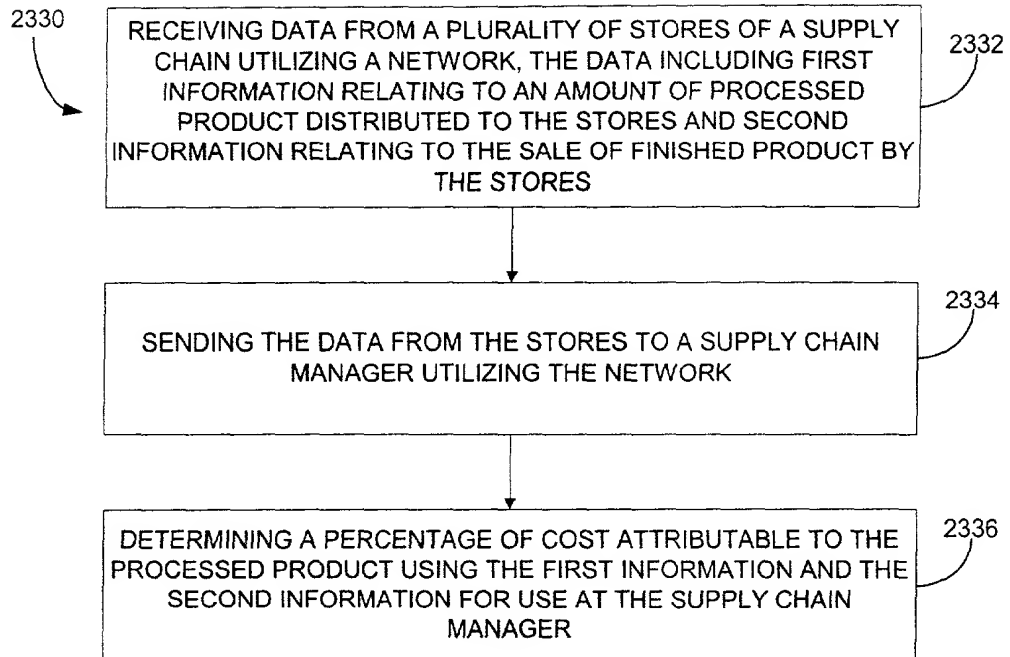 2330
RECEIVING DATA FROM A PLURALITY OF STORES OF A SUPPLY
CHAIN UTILIZING A NETWORK, THE DATA INCLUDING FIRST
INFORMATION RELATING TO AN AMOUNT OF PROCESSED
PRODUCT DISTRIBUTED TO THE STORES AND SECOND
INFORMATION RELATING TO THE SALE OF FINISHED PRODUCT BY
THE STORES
2332
SENDING THE DATA FROM THE STORES TO A SUPPLY CHAIN
MANAGER UTILIZING THE NETWORK
2334
DETERMINING A PERCENTAGE OF COST ATTRIBUTABLE TO THE
PROCESSED PRODUCT USING THE FIRST INFORMATION AND THE
SECOND INFORMATION FOR USE AT THE SUPPLY CHAIN
MANAGER
2336